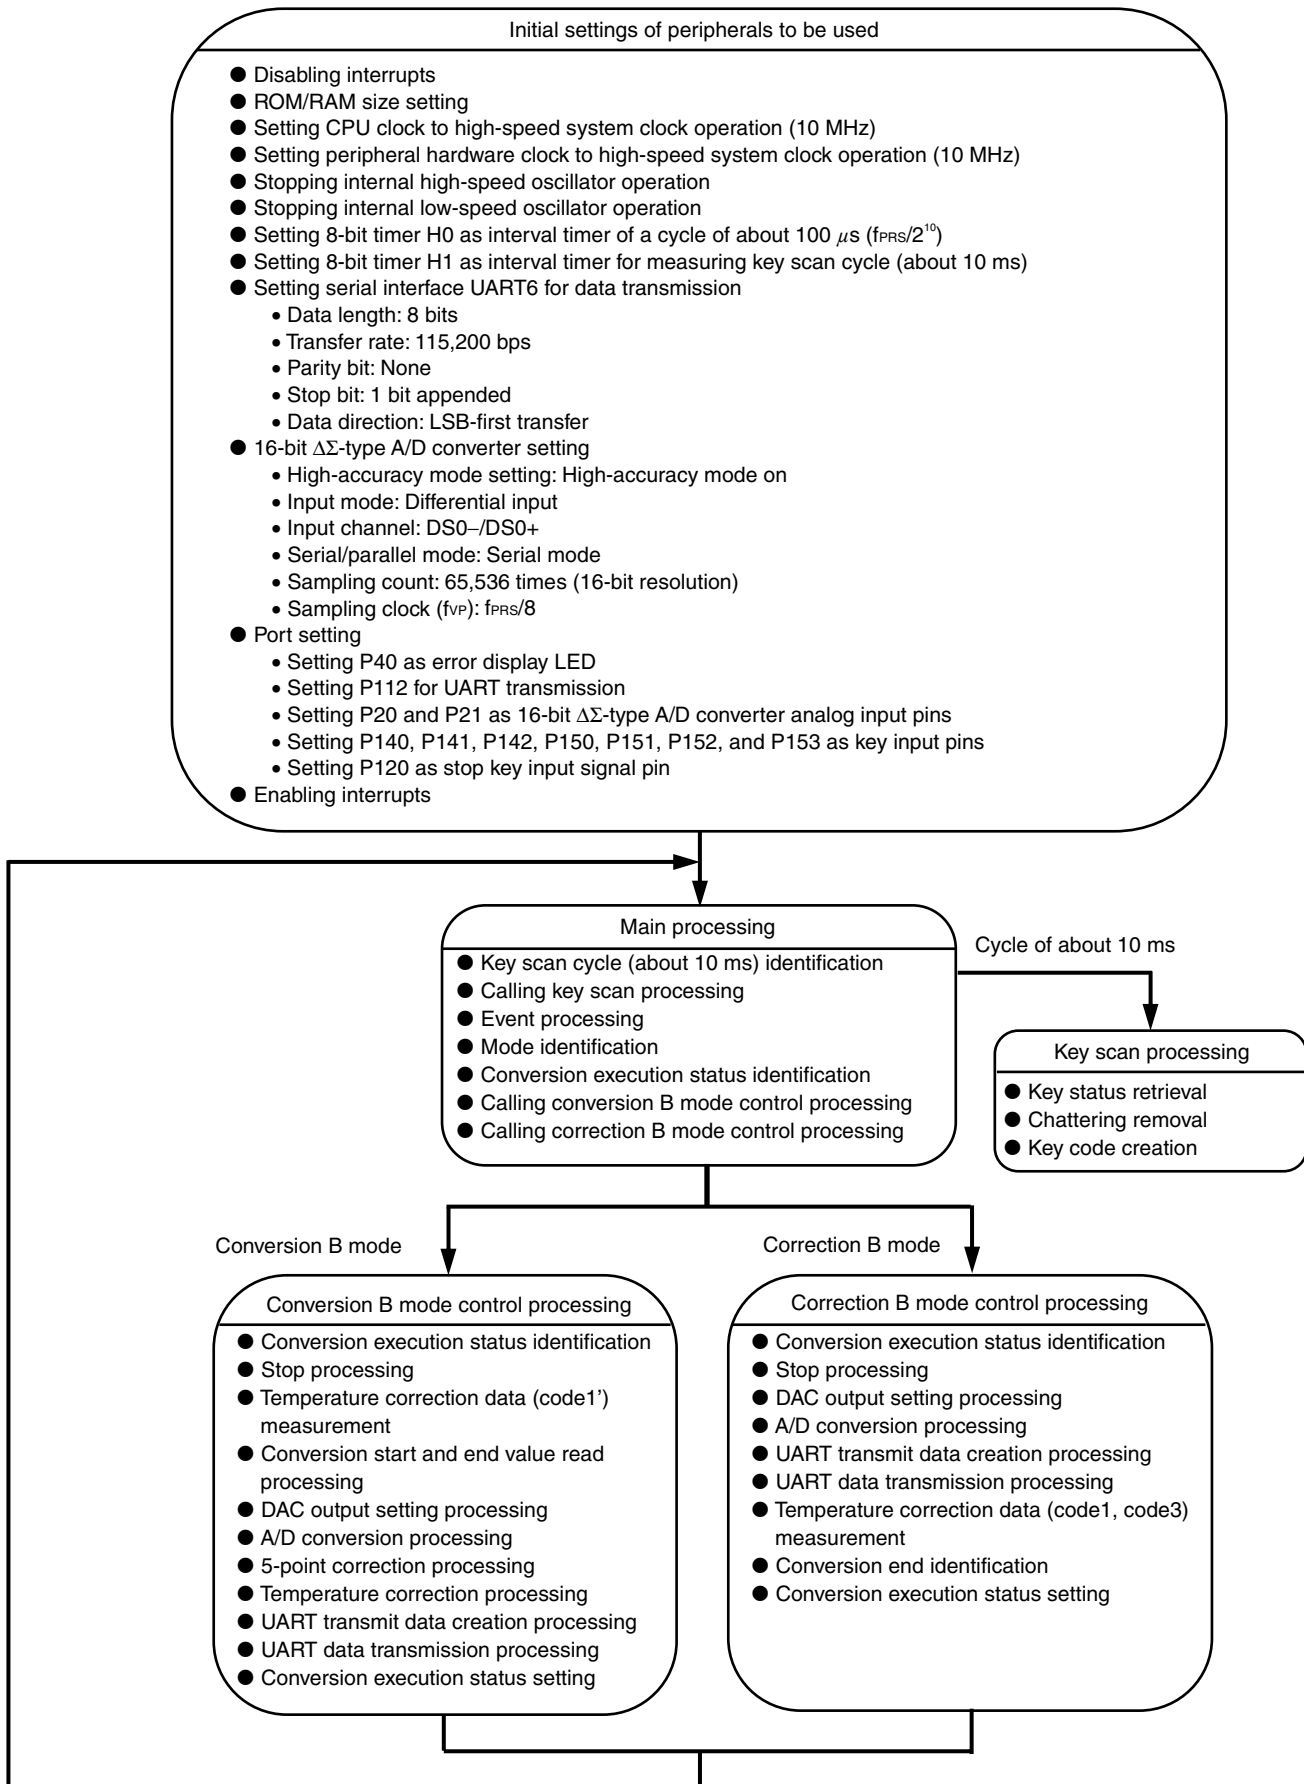 Initial settings of peripherals to be used
● Disabling interrupts
● ROM/RAM size setting
● Setting CPU clock to high-speed system clock operation (10 MHz)
● Setting peripheral hardware clock to high-speed system clock operation (10 MHz)
● Stopping internal high-speed oscillator operation
● Stopping internal low-speed oscillator operation
● Setting 8-bit timer H0 as interval timer of a cycle of about 100 μs (fPRS/2¹⁰)
● Setting 8-bit timer H1 as interval timer for measuring key scan cycle (about 10 ms)
● Setting serial interface UART6 for data transmission
• Data length: 8 bits
• Transfer rate: 115,200 bps
• Parity bit: None
• Stop bit: 1 bit appended
• Data direction: LSB-first transfer
● 16-bit ΔΣ-type A/D converter setting
• High-accuracy mode setting: High-accuracy mode on
• Input mode: Differential input
• Input channel: DS0−/DS0+
• Serial/parallel mode: Serial mode
• Sampling count: 65,536 times (16-bit resolution)
• Sampling clock (fVP): fPRS/8
● Port setting
• Setting P40 as error display LED
• Setting P112 for UART transmission
• Setting P20 and P21 as 16-bit ΔΣ-type A/D converter analog input pins
• Setting P140, P141, P142, P150, P151, P152, and P153 as key input pins
• Setting P120 as stop key input signal pin
● Enabling interrupts
Main processing
● Key scan cycle (about 10 ms) identification
● Calling key scan processing
● Event processing
● Mode identification
● Conversion execution status identification
● Calling conversion B mode control processing
● Calling correction B mode control processing
Cycle of about 10 ms
Key scan processing
● Key status retrieval
● Chattering removal
● Key code creation
Conversion B mode
Conversion B mode control processing
● Conversion execution status identification
● Stop processing
● Temperature correction data (code1’)
measurement
● Conversion start and end value read
processing
● DAC output setting processing
● A/D conversion processing
● 5-point correction processing
● Temperature correction processing
● UART transmit data creation processing
● UART data transmission processing
● Conversion execution status setting
Correction B mode
Correction B mode control processing
● Conversion execution status identification
● Stop processing
● DAC output setting processing
● A/D conversion processing
● UART transmit data creation processing
● UART data transmission processing
● Temperature correction data (code1, code3)
measurement
● Conversion end identification
● Conversion execution status setting